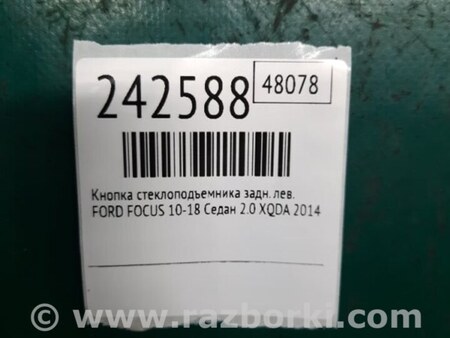 242588
48078
Кнопка стеклоподъемника задн. лев.
FORD FOCUS 10-18 Седан 2.0 XQDA 2014
© www.razborki.com